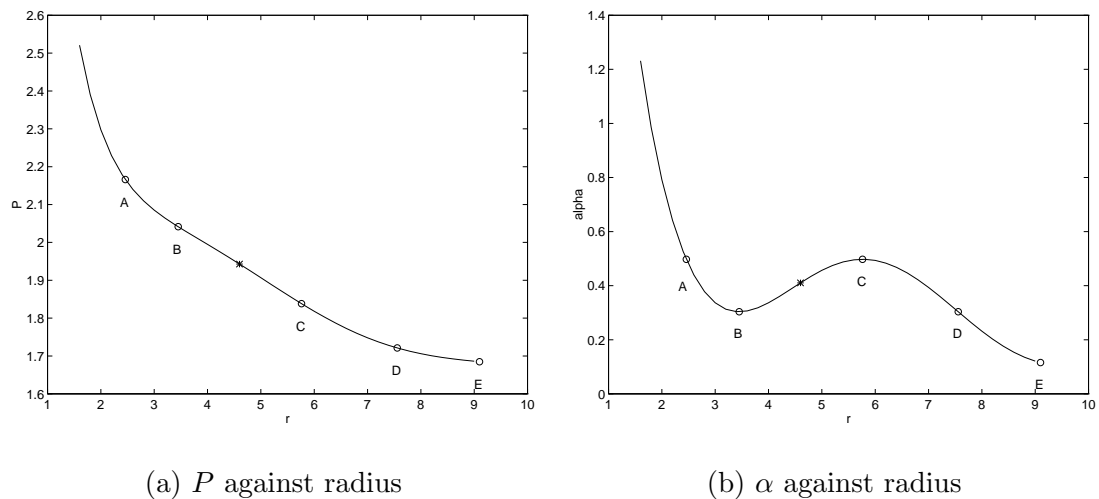 2.6
2.5
2.4
2.3
2.2
2.1
2
1.9
1.8
1.7
1.6
P
A
B
C
D
E
1 2 3 4 5 6 7 8 9 10
r
1.4
1.2
1
0.8
0.6
0.4
0.2
0
alpha
A
B
C
D
E
1 2 3 4 5 6 7 8 9 10
r
(a) P against radius
(b) α against radius